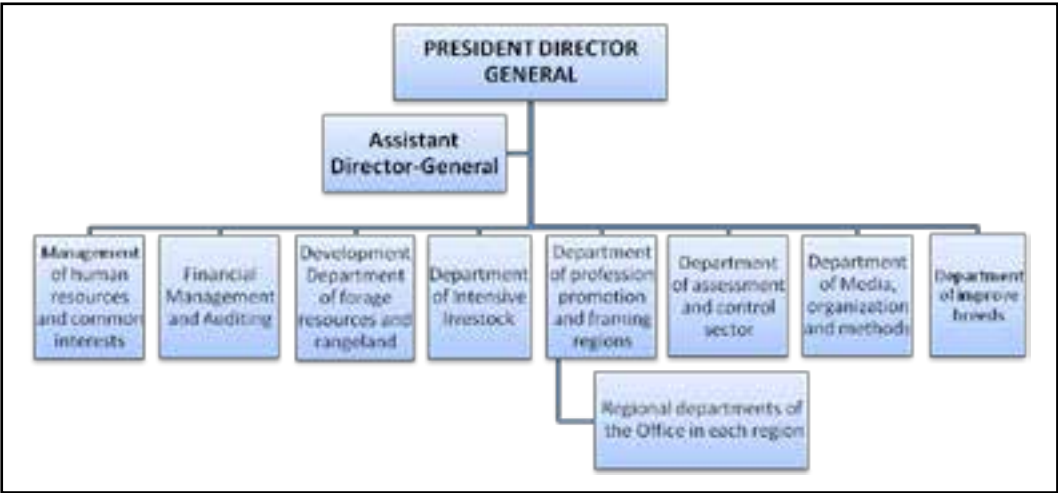 PRESIDENT DIRECTOR
GENERAL
Assistant
Director-General
Management
of human
resources
and common
interests
Financial
Management
and Auditing
Development
Department
of forage
resources and
rangeland
Department
of Intensive
livestock
Department
of profession
promotion
and framing
regions
Department
of assessment
and control
sector
Department
of Media,
organization
and methods
Department
of improve
breeds
Regional departments of
the Office in each region